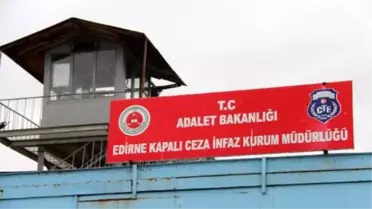 T.C
ADALET BAKANLIĞI
EDİRNE KAPALI CEZA İNFAZ KURUM MÜDÜRLÜĞÜ
CTE